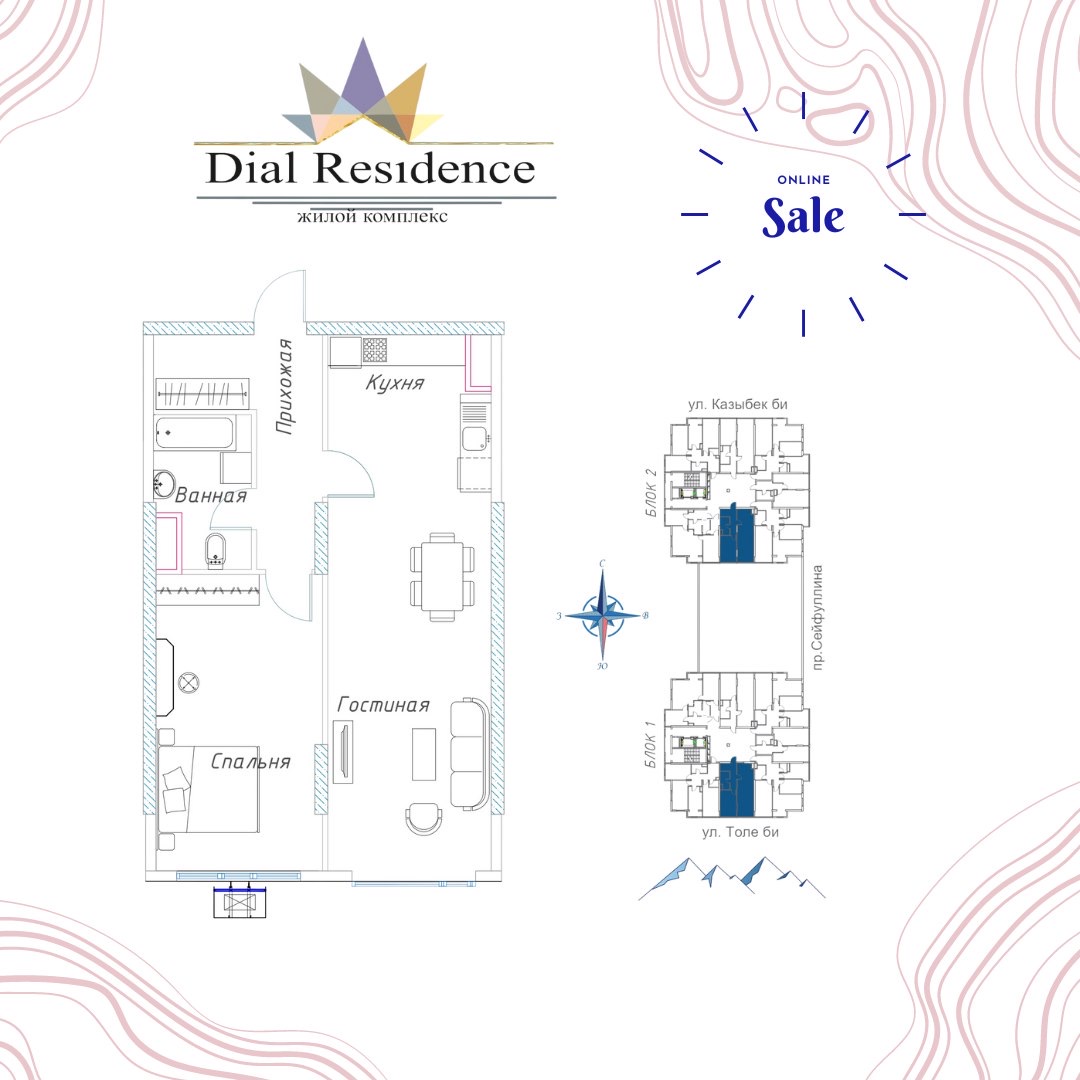 Dial Resıdence
жилой комплекс
ONLINE
Sale
Прихожая
Кухня
Ванная
Гостиная
Спальня
ул. Казыбек би
БЛОК 2
С
З
В
Ю
пр.Сейфуллина
БЛОК 1
ул. Толе би